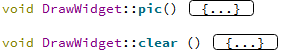 void DrawWidget::pic() {...}
void DrawWidget::clear () {...}